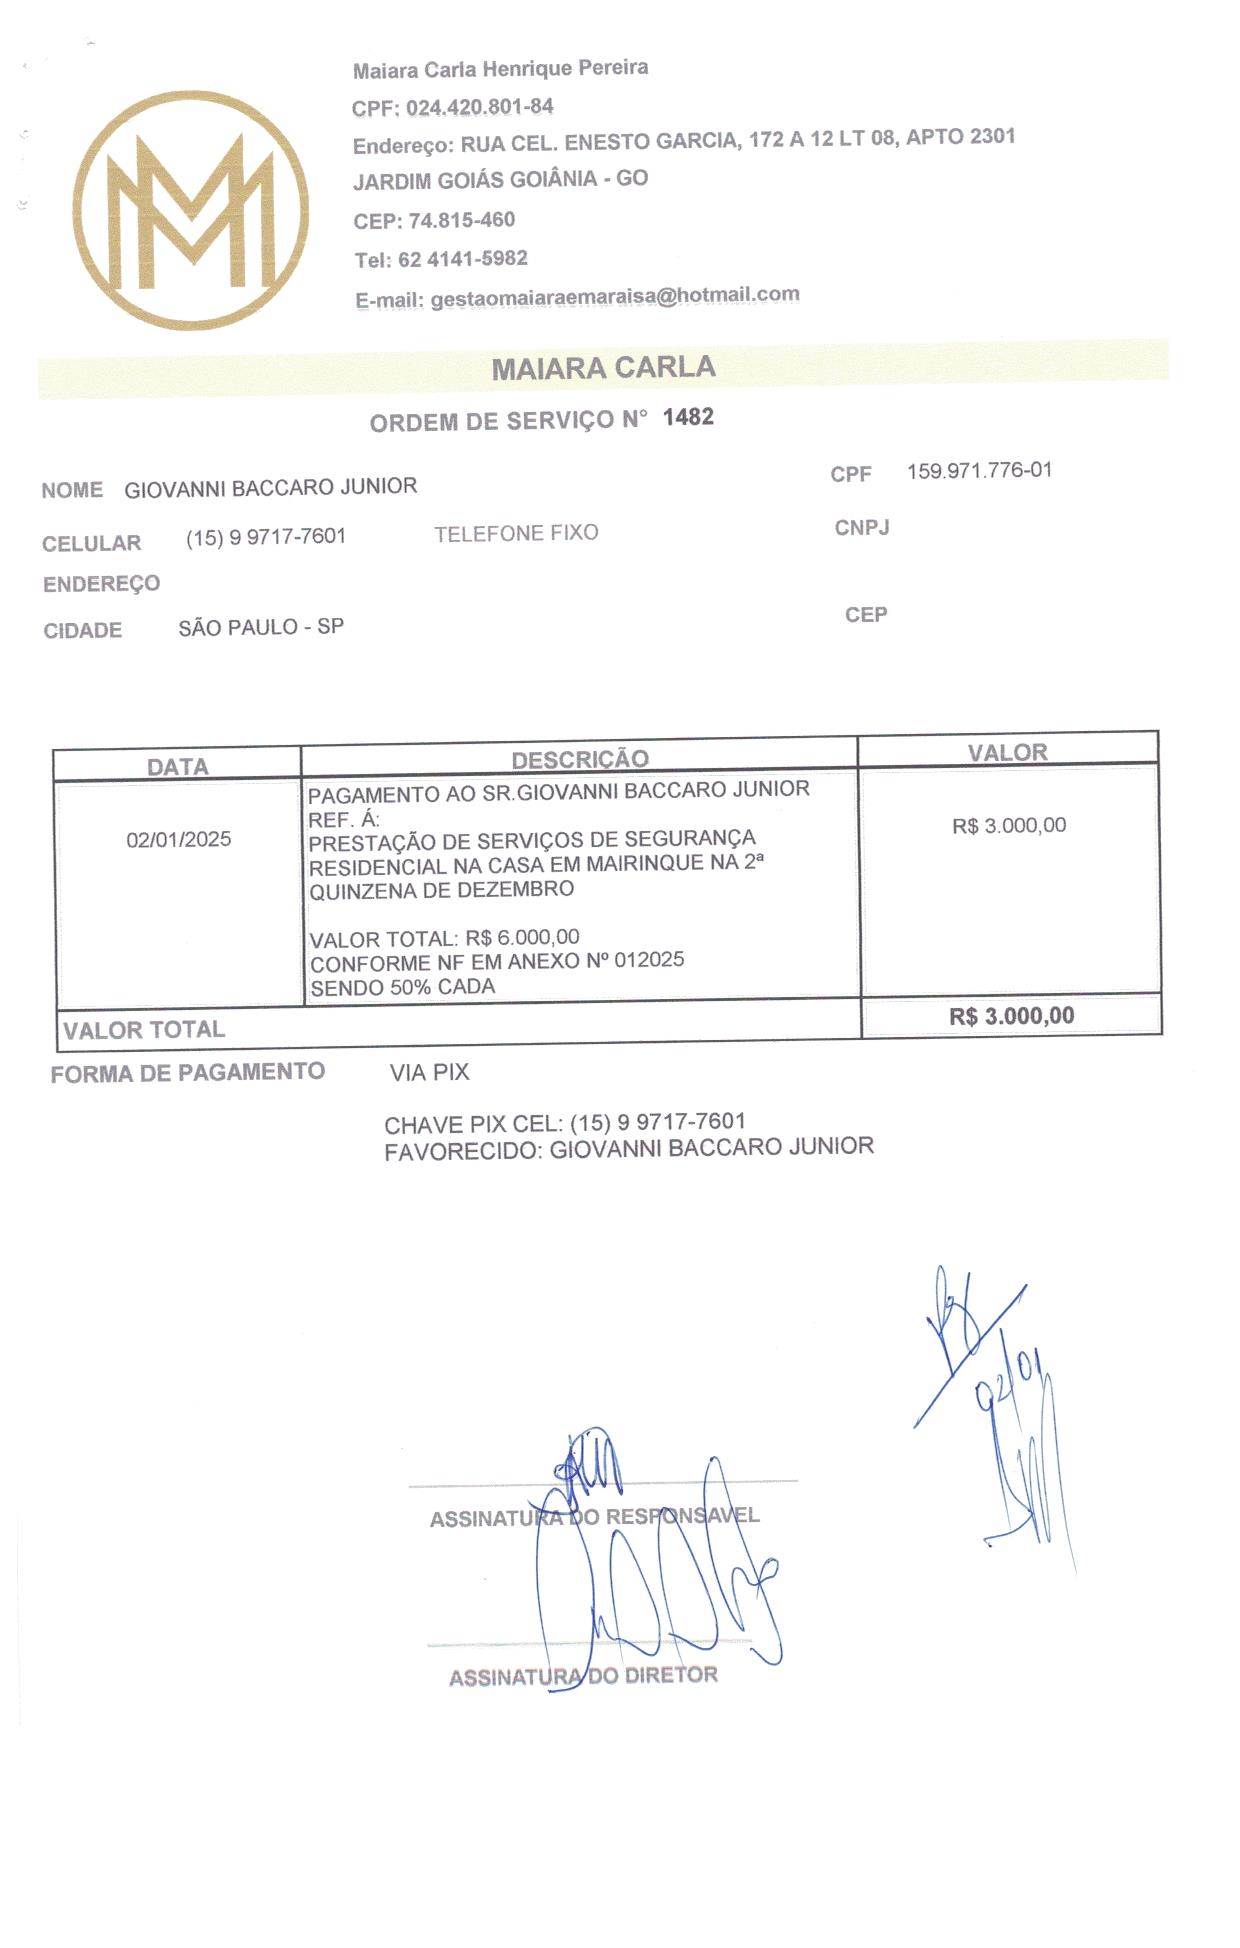 Maiara Carla Henrique Pereira
CPF: 024.420.801-84
Endereço: RUA CEL. ENESTO GARCIA, 172 A 12 LT 08, APTO 2301
JARDIM GOIÁS GOIÂNIA - GO
CEP: 74.815-460
Tel: 62 4141-5982
E-mail: gestaomaiaraemaraisa@hotmail.com
MAIARA CARLA
ORDEM DE SERVIÇO N° 1482
NOME GIOVANNI BACCARO JUNIOR CPF 159.971.776-01
CELULAR (15) 9 9717-7601 TELEFONE FIXO CNPJ
ENDEREÇO
CIDADE SÃO PAULO - SP CEP
DATA DESCRIÇÃO VALOR
PAGAMENTO AO SR.GIOVANNI BACCARO JUNIOR
REF. Á:
02/01/2025 PRESTAÇÃO DE SERVIÇOS DE SEGURANÇA R$ 3.000,00
RESIDENCIAL NA CASA EM MAIRINQUE NA 2ª
QUINZENA DE DEZEMBRO
VALOR TOTAL: R$ 6.000,00
CONFORME NF EM ANEXO Nº 012025
SENDO 50% CADA
VALOR TOTAL R$ 3.000,00
FORMA DE PAGAMENTO VIA PIX
CHAVE PIX CEL: (15) 9 9717-7601
FAVORECIDO: GIOVANNI BACCARO JUNIOR
02/01
ASSINATURA DO RESPONSAVEL
ASSINATURA DO DIRETOR